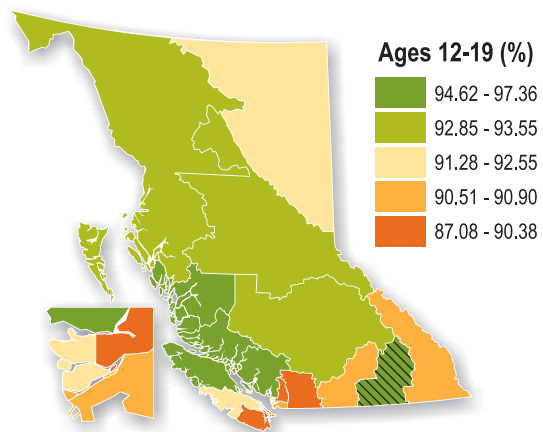 Ages 12-19 (%)
94.62 - 97.36
92.85 - 93.55
91.28 - 92.55
90.51 - 90.90
87.08 - 90.38